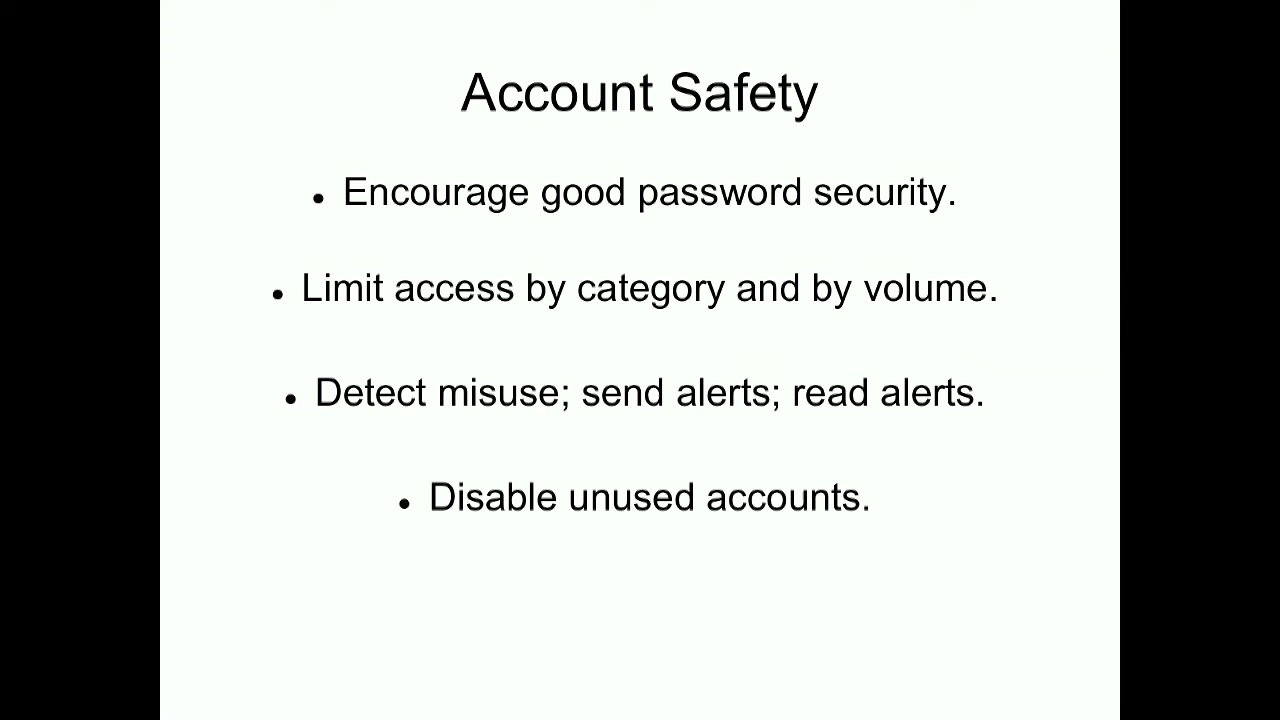 Account Safety
• Encourage good password security.
• Limit access by category and by volume.
• Detect misuse; send alerts; read alerts.
• Disable unused accounts.